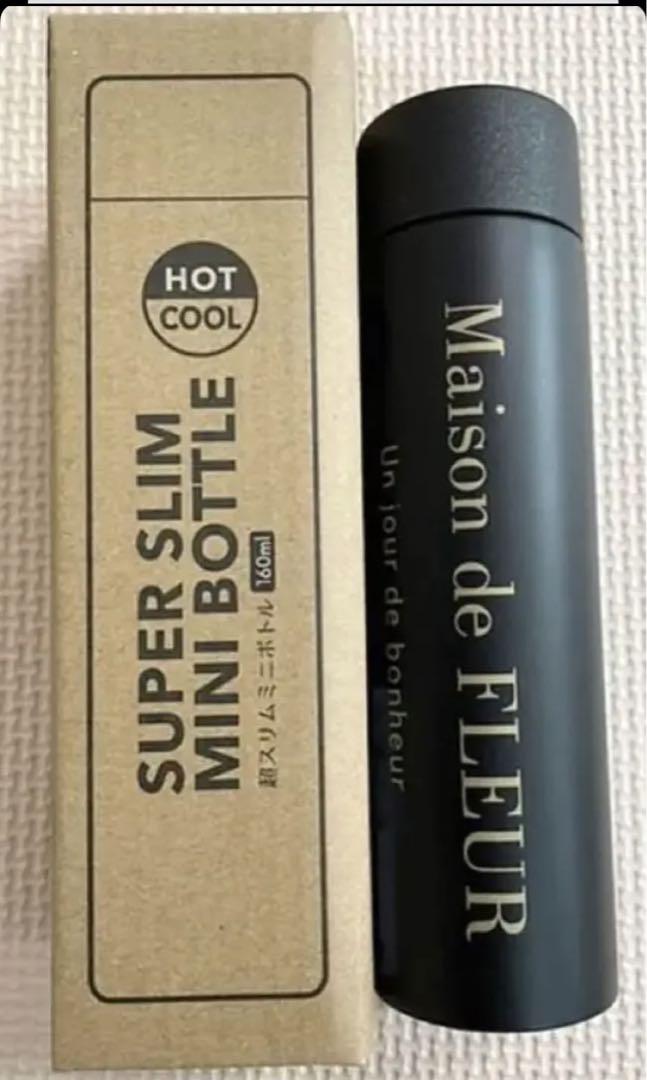 HOT
COOL
SUPER SLIM
MINI BOTTLE
超スリムミニボトル 160ml
Maison de FLEUR
Un jour de bonheur